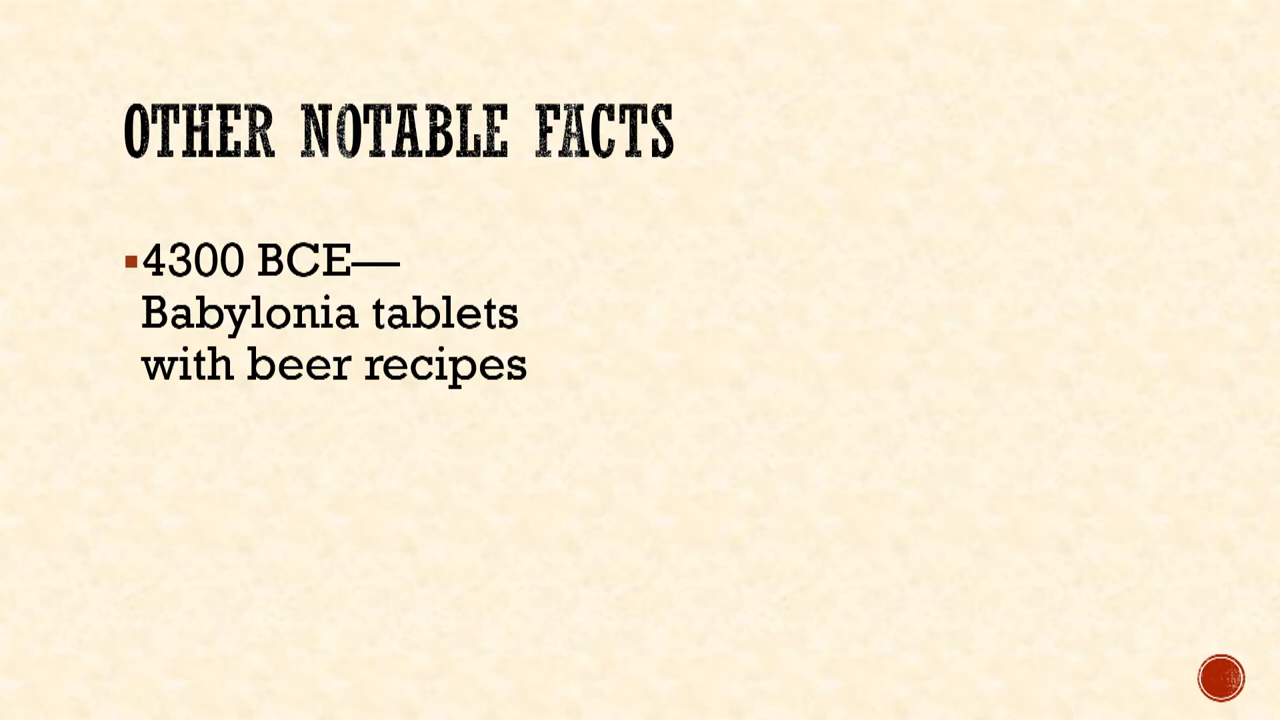 OTHER NOTABLE FACTS
▪4300 BCE—
Babylonia tablets
with beer recipes